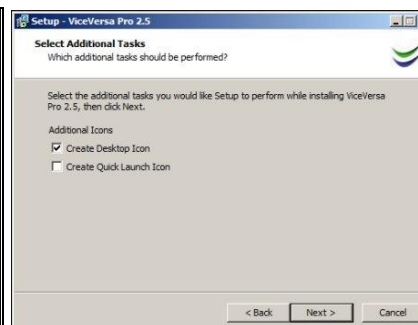 Setup - ViceVersa Pro 2.5
Select Additional Tasks
Which additional tasks should be performed?
Select the additional tasks you would like Setup to perform while installing ViceVersa
Pro 2.5, then click Next.
Additional Icons
Create Desktop Icon
Create Quick Launch Icon
< Back Next > Cancel